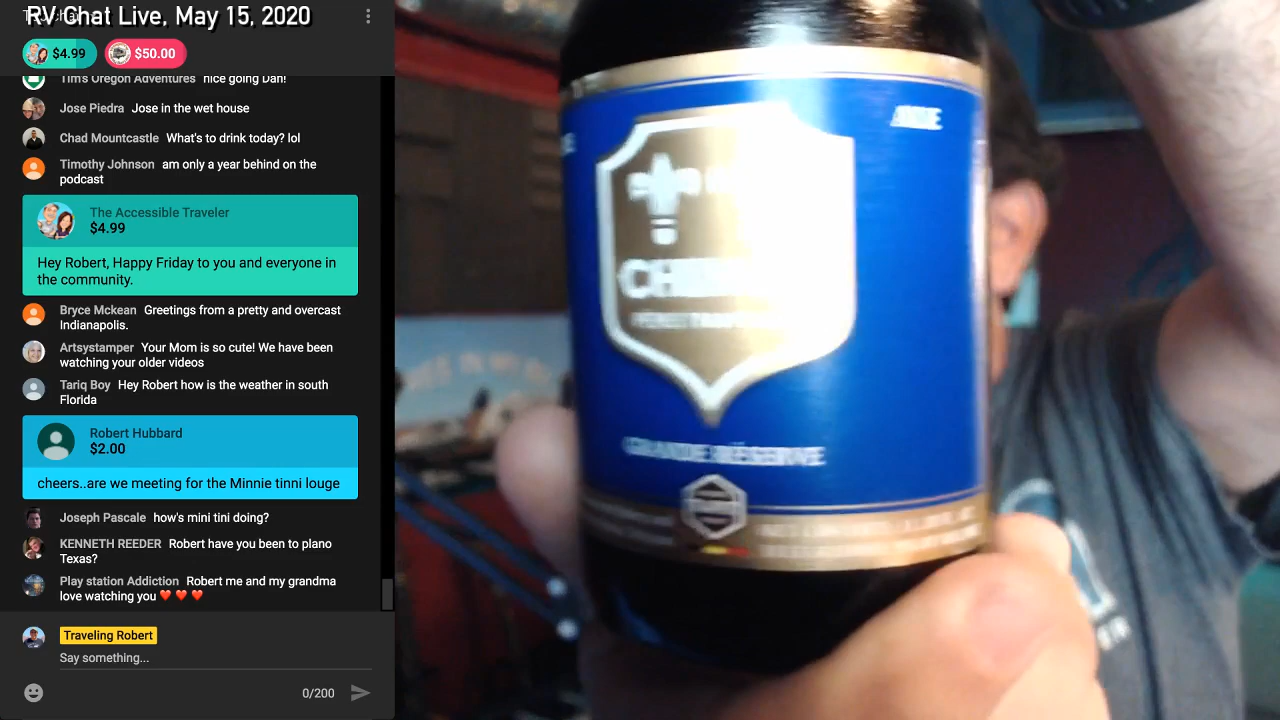 RV Chat Live, May 15, 2020
$4.99 $50.00
Tim's Oregon Adventures nice going Dan!
Jose Piedra Jose in the wet house
Chad Mountcastle What's to drink today? lol
Timothy Johnson am only a year behind on the
podcast
The Accessible Traveler
$4.99
Hey Robert, Happy Friday to you and everyone in
the community.
Bryce Mckean Greetings from a pretty and overcast
Indianapolis.
Artsystamper Your Mom is so cute! We have been
watching your older videos
Tariq Boy Hey Robert how is the weather in south
Florida
Robert Hubbard
$2.00
cheers..are we meeting for the Minnie tinni louge
Joseph Pascale how's mini tini doing?
KENNETH REEDER Robert have you been to plano
Texas?
Play station Addiction Robert me and my grandma
love watching you ❤️ ❤️ ❤️
Traveling Robert
Say something...
0/200
GRANDE RÉSERVE